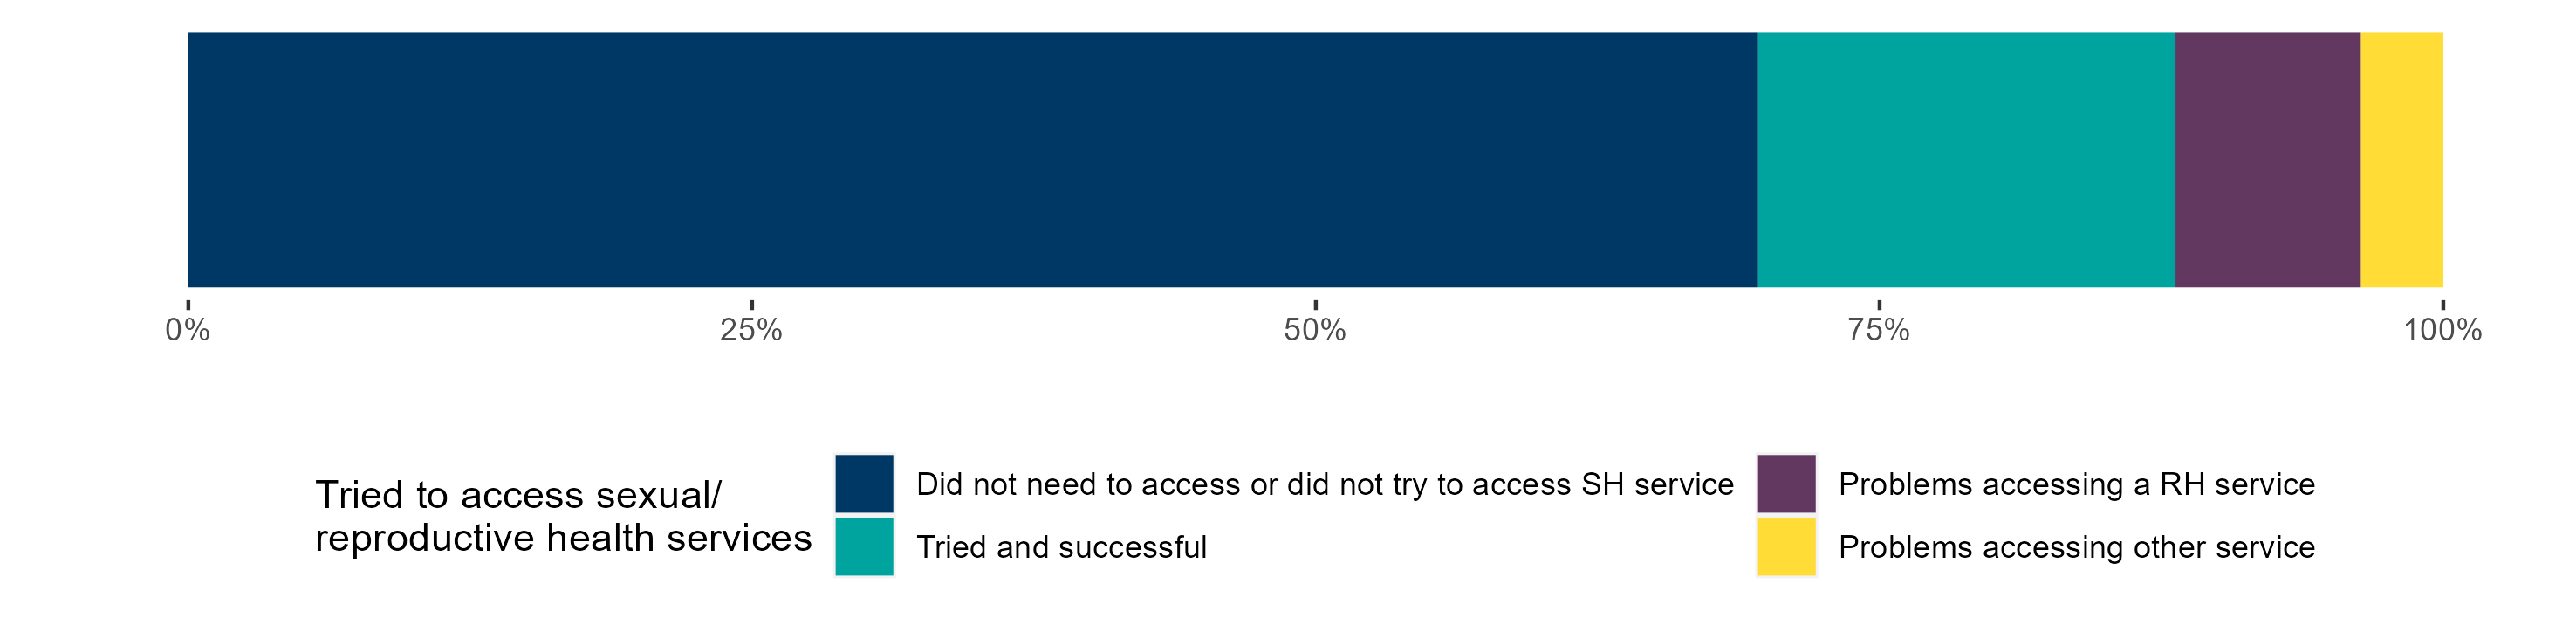 0%
25%
50%
75%
100%
Tried to access sexual/
reproductive health services
Did not need to access or did not try to access SH service
Tried and successful
Problems accessing a RH service
Problems accessing other service